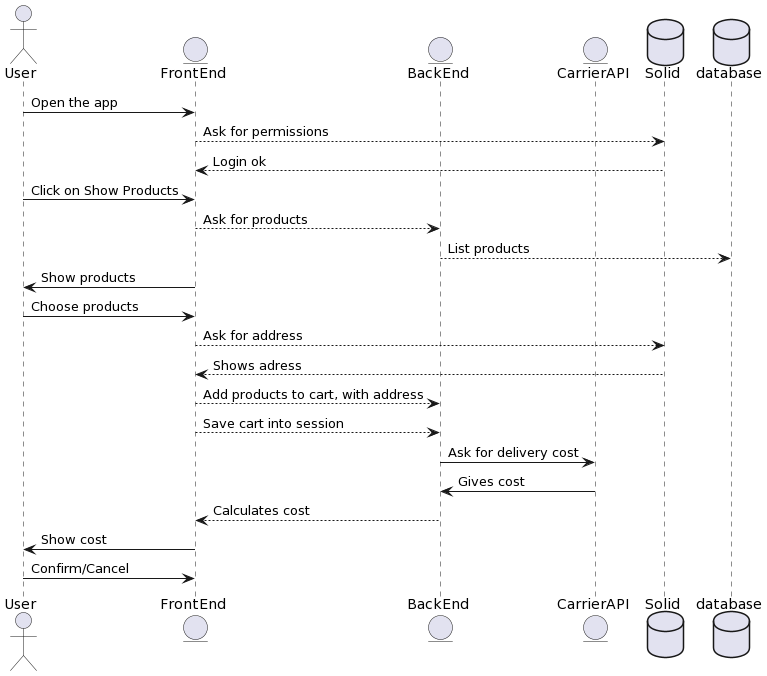 User
FrontEnd
BackEnd
CarrierAPI
Solid
database
Open the app
Ask for permissions
Login ok
Click on Show Products
Ask for products
List products
Show products
Choose products
Ask for address
Shows adress
Add products to cart, with address
Save cart into session
Ask for delivery cost
Gives cost
Calculates cost
Show cost
Confirm/Cancel
User
FrontEnd
BackEnd
CarrierAPI
Solid
database